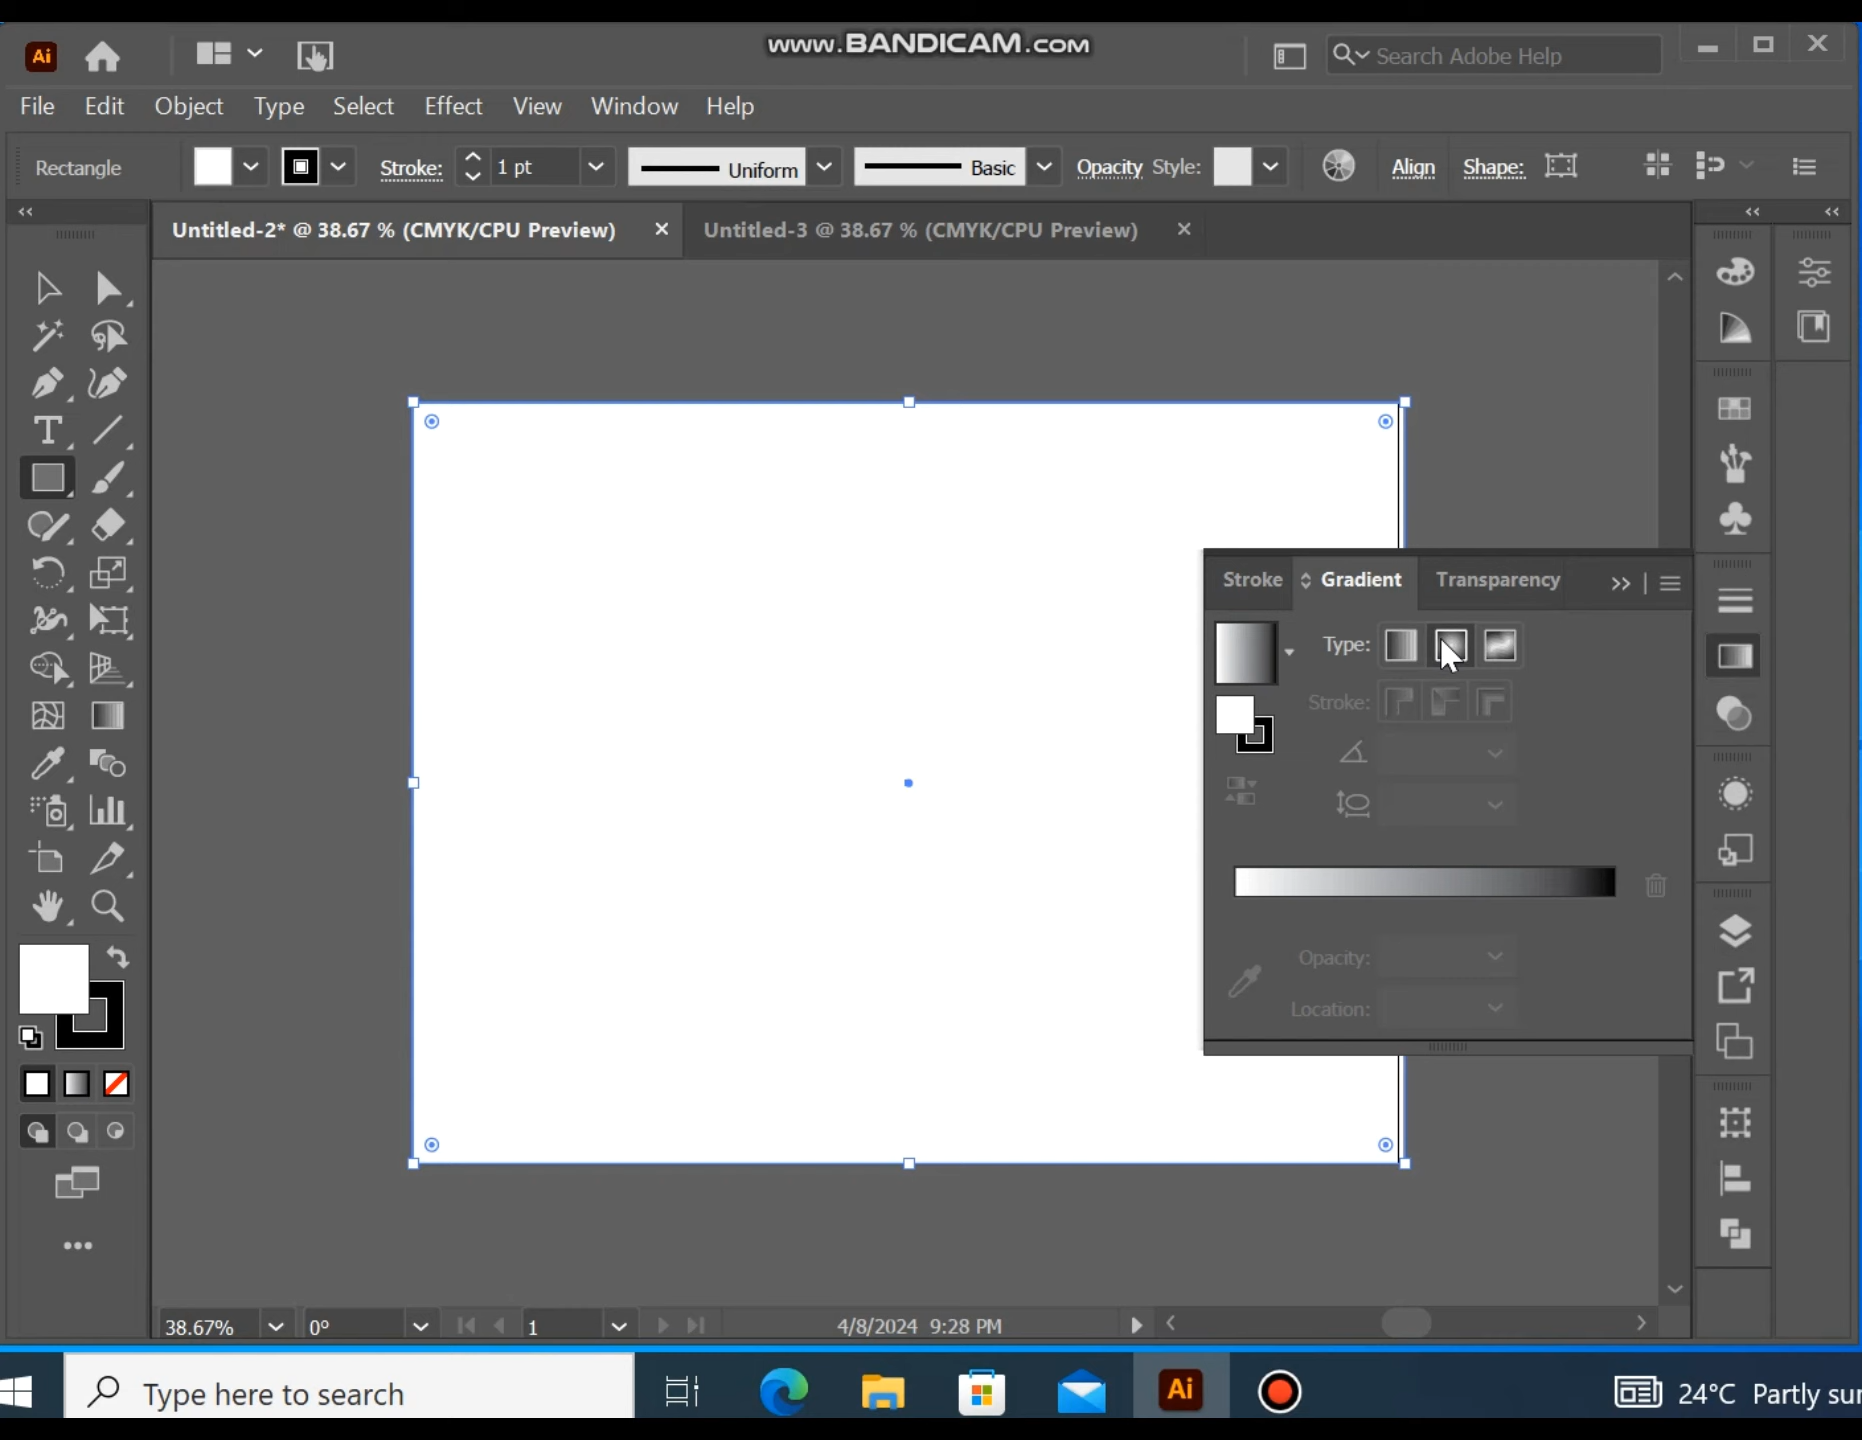 www.BANDICAM.com
Ai
Search Adobe Help
File Edit Object Type Select Effect View Window Help
Rectangle Stroke: 1 pt Uniform Basic Opacity Style: Align Shape:
Untitled-2* @ 38.67 % (CMYK/CPU Preview) Untitled-3 @ 38.67 % (CMYK/CPU Preview)
Stroke Gradient Transparency
Type:
Stroke:
Opacity:
Location:
38.67% 0° 1 4/8/2024 9:28 PM
Type here to search Ai 24°C Partly sun